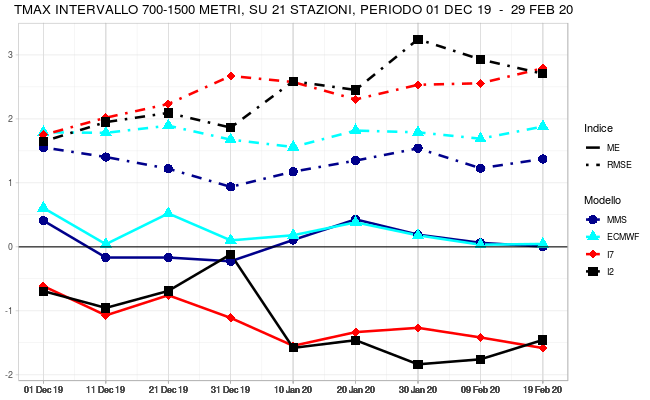 TMAX INTERVALLO 700-1500 METRI, SU 21 STAZIONI, PERIODO 01 DEC 19 - 29 FEB 20
3
2
1
0
-1
-2
01 Dec 19 11 Dec 19 21 Dec 19 31 Dec 19 10 Jan 20 20 Jan 20 30 Jan 20 09 Feb 20 19 Feb 20
Indice
ME
RMSE
Modello
MMS
ECMWF
I7
I2